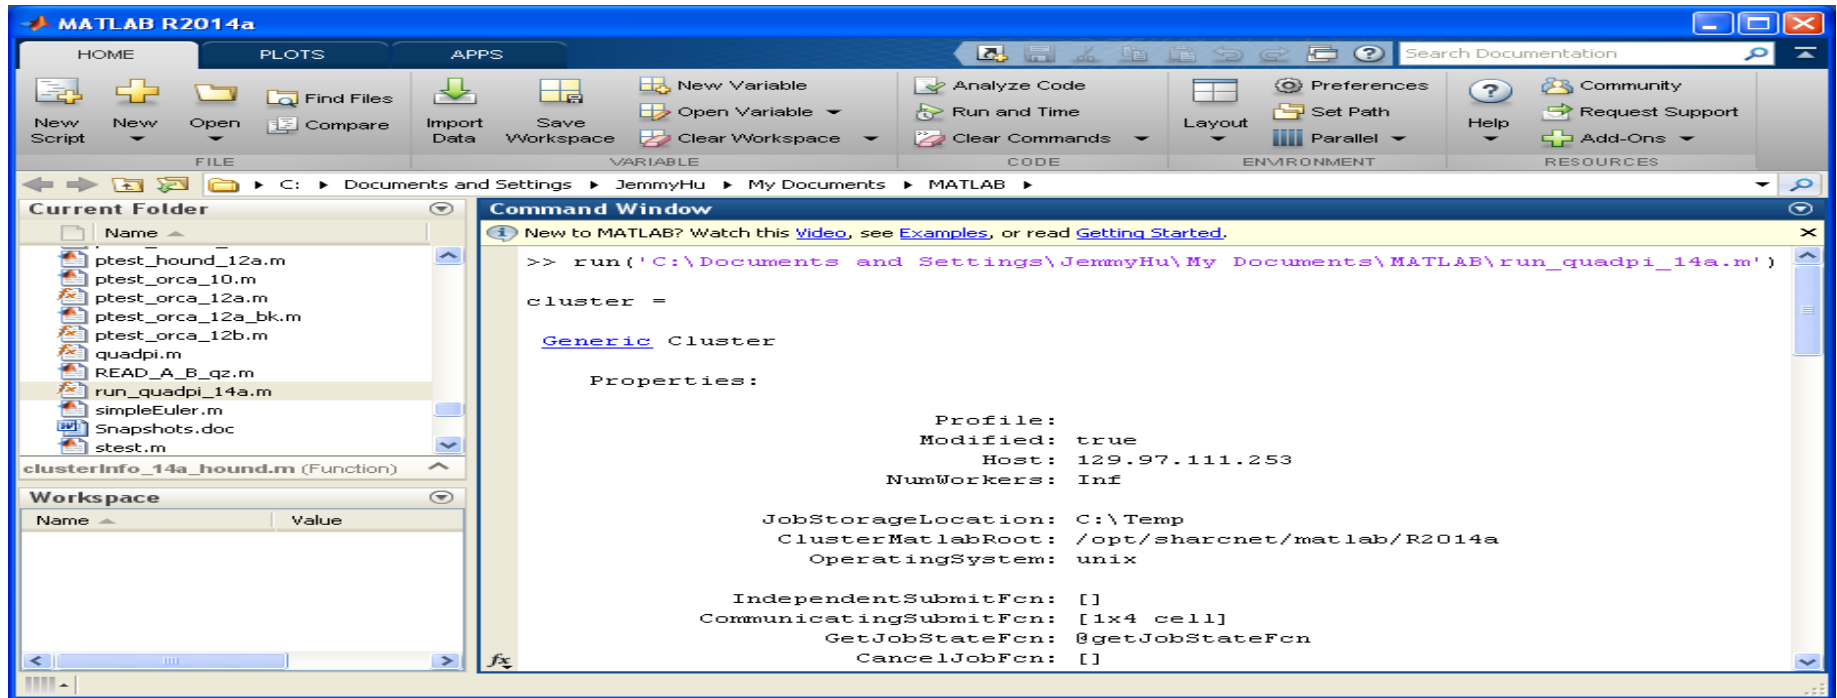 MATLAB R2014a
HOME PLOTS APPS
Search Documentation
New Script
New
Open
Find Files
Compare
Import Data
Save Workspace
New Variable
Open Variable
Clear Workspace
Analyze Code
Run and Time
Clear Commands
Layout
Preferences
Set Path
Parallel
Help
Community
Request Support
Add-Ons
FILE VARIABLE CODE ENVIRONMENT RESOURCES
C: Documents and Settings JemmyHu My Documents MATLAB
Current Folder
Name
ptest_hound_12a.m
ptest_orca_10.m
ptest_orca_12a.m
ptest_orca_12a_bk.m
ptest_orca_12b.m
quadpi.m
READ_A_B_qz.m
run_quadpi_14a.m
simpleEuler.m
Snapshots.doc
stest.m
clusterInfo_14a_hound.m (Function)
Workspace
Name Value
Command Window
New to MATLAB? Watch this Video, see Examples, or read Getting Started.
>> run('C:\Documents and Settings\JemmyHu\My Documents\MATLAB\run_quadpi_14a.m')
cluster =
Generic Cluster
Properties:
Profile:
Modified: true
Host: 129.97.111.253
NumWorkers: Inf
JobStorageLocation: C:\Temp
ClusterMatlabRoot: /opt/sharcnet/matlab/R2014a
OperatingSystem: unix
IndependentSubmitFcn: []
CommunicatingSubmitFcn: [1x4 cell]
GetJobStateFcn: @getJobStateFcn
CancelJobFcn: []
fx